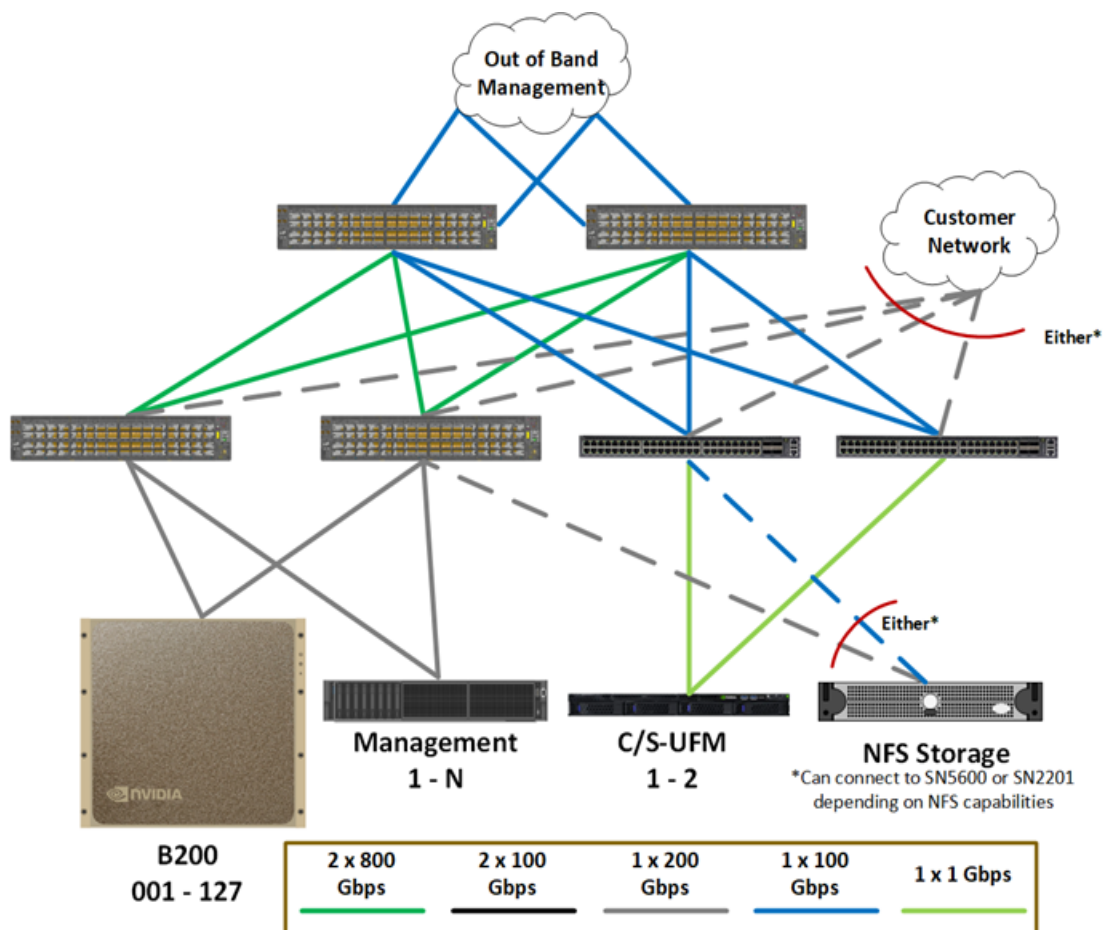 Out of Band
Management
Customer
Network
Either*
Either*
NVIDIA
Management
1 - N
C/S-UFM
1 - 2
NFS Storage
*Can connect to SN5600 or SN2201
depending on NFS capabilities
B200
001 - 127
2 x 800
Gbps
2 x 100
Gbps
1 x 200
Gbps
1 x 100
Gbps
1 x 1 Gbps